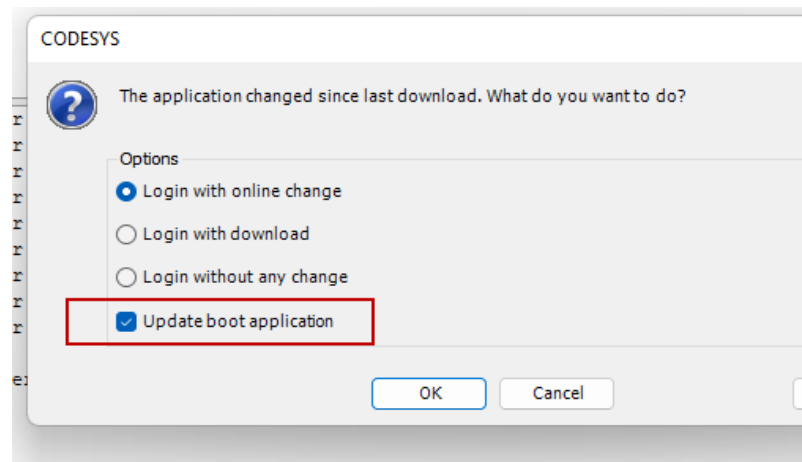 CODESYS
The application changed since last download. What do you want to do?
Options
Login with online change
Login with download
Login without any change
Update boot application
OK Cancel